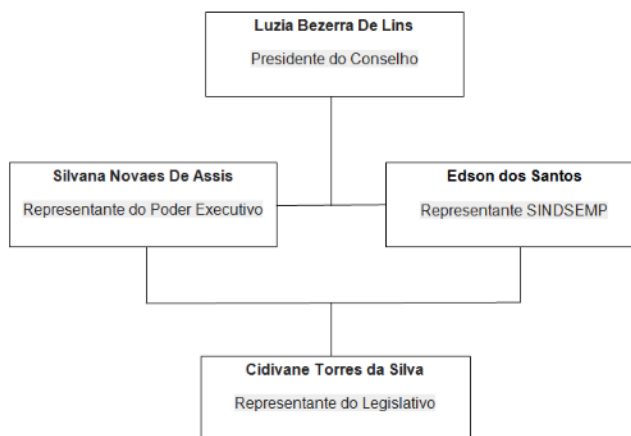 Luzia Bezerra De Lins
Presidente do Conselho
Silvana Novaes De Assis
Representante do Poder Executivo
Edson dos Santos
Representante SINDSEMP
Cidivane Torres da Silva
Representante do Legislativo